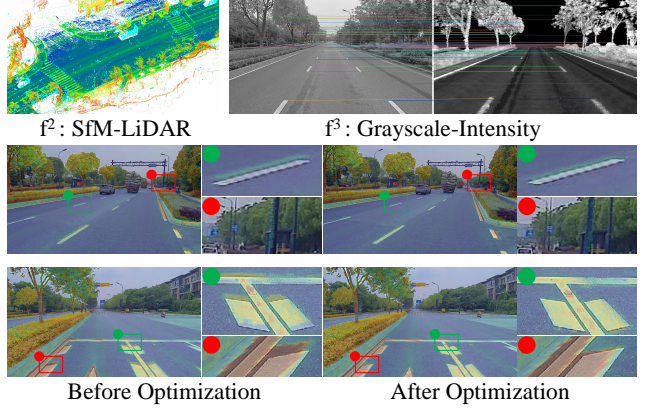 f²: SfM-LiDAR
f³: Grayscale-Intensity
Before Optimization
After Optimization